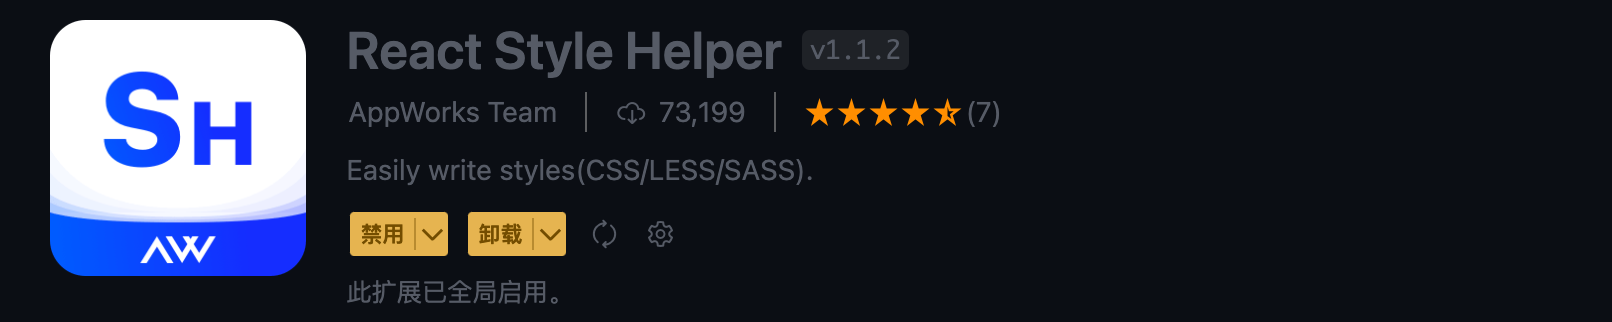 SH
AW
React Style Helper v1.1.2
AppWorks Team 73,199 (7)
Easily write styles(CSS/LESS/SASS).
禁用 卸载
此扩展已全局启用。